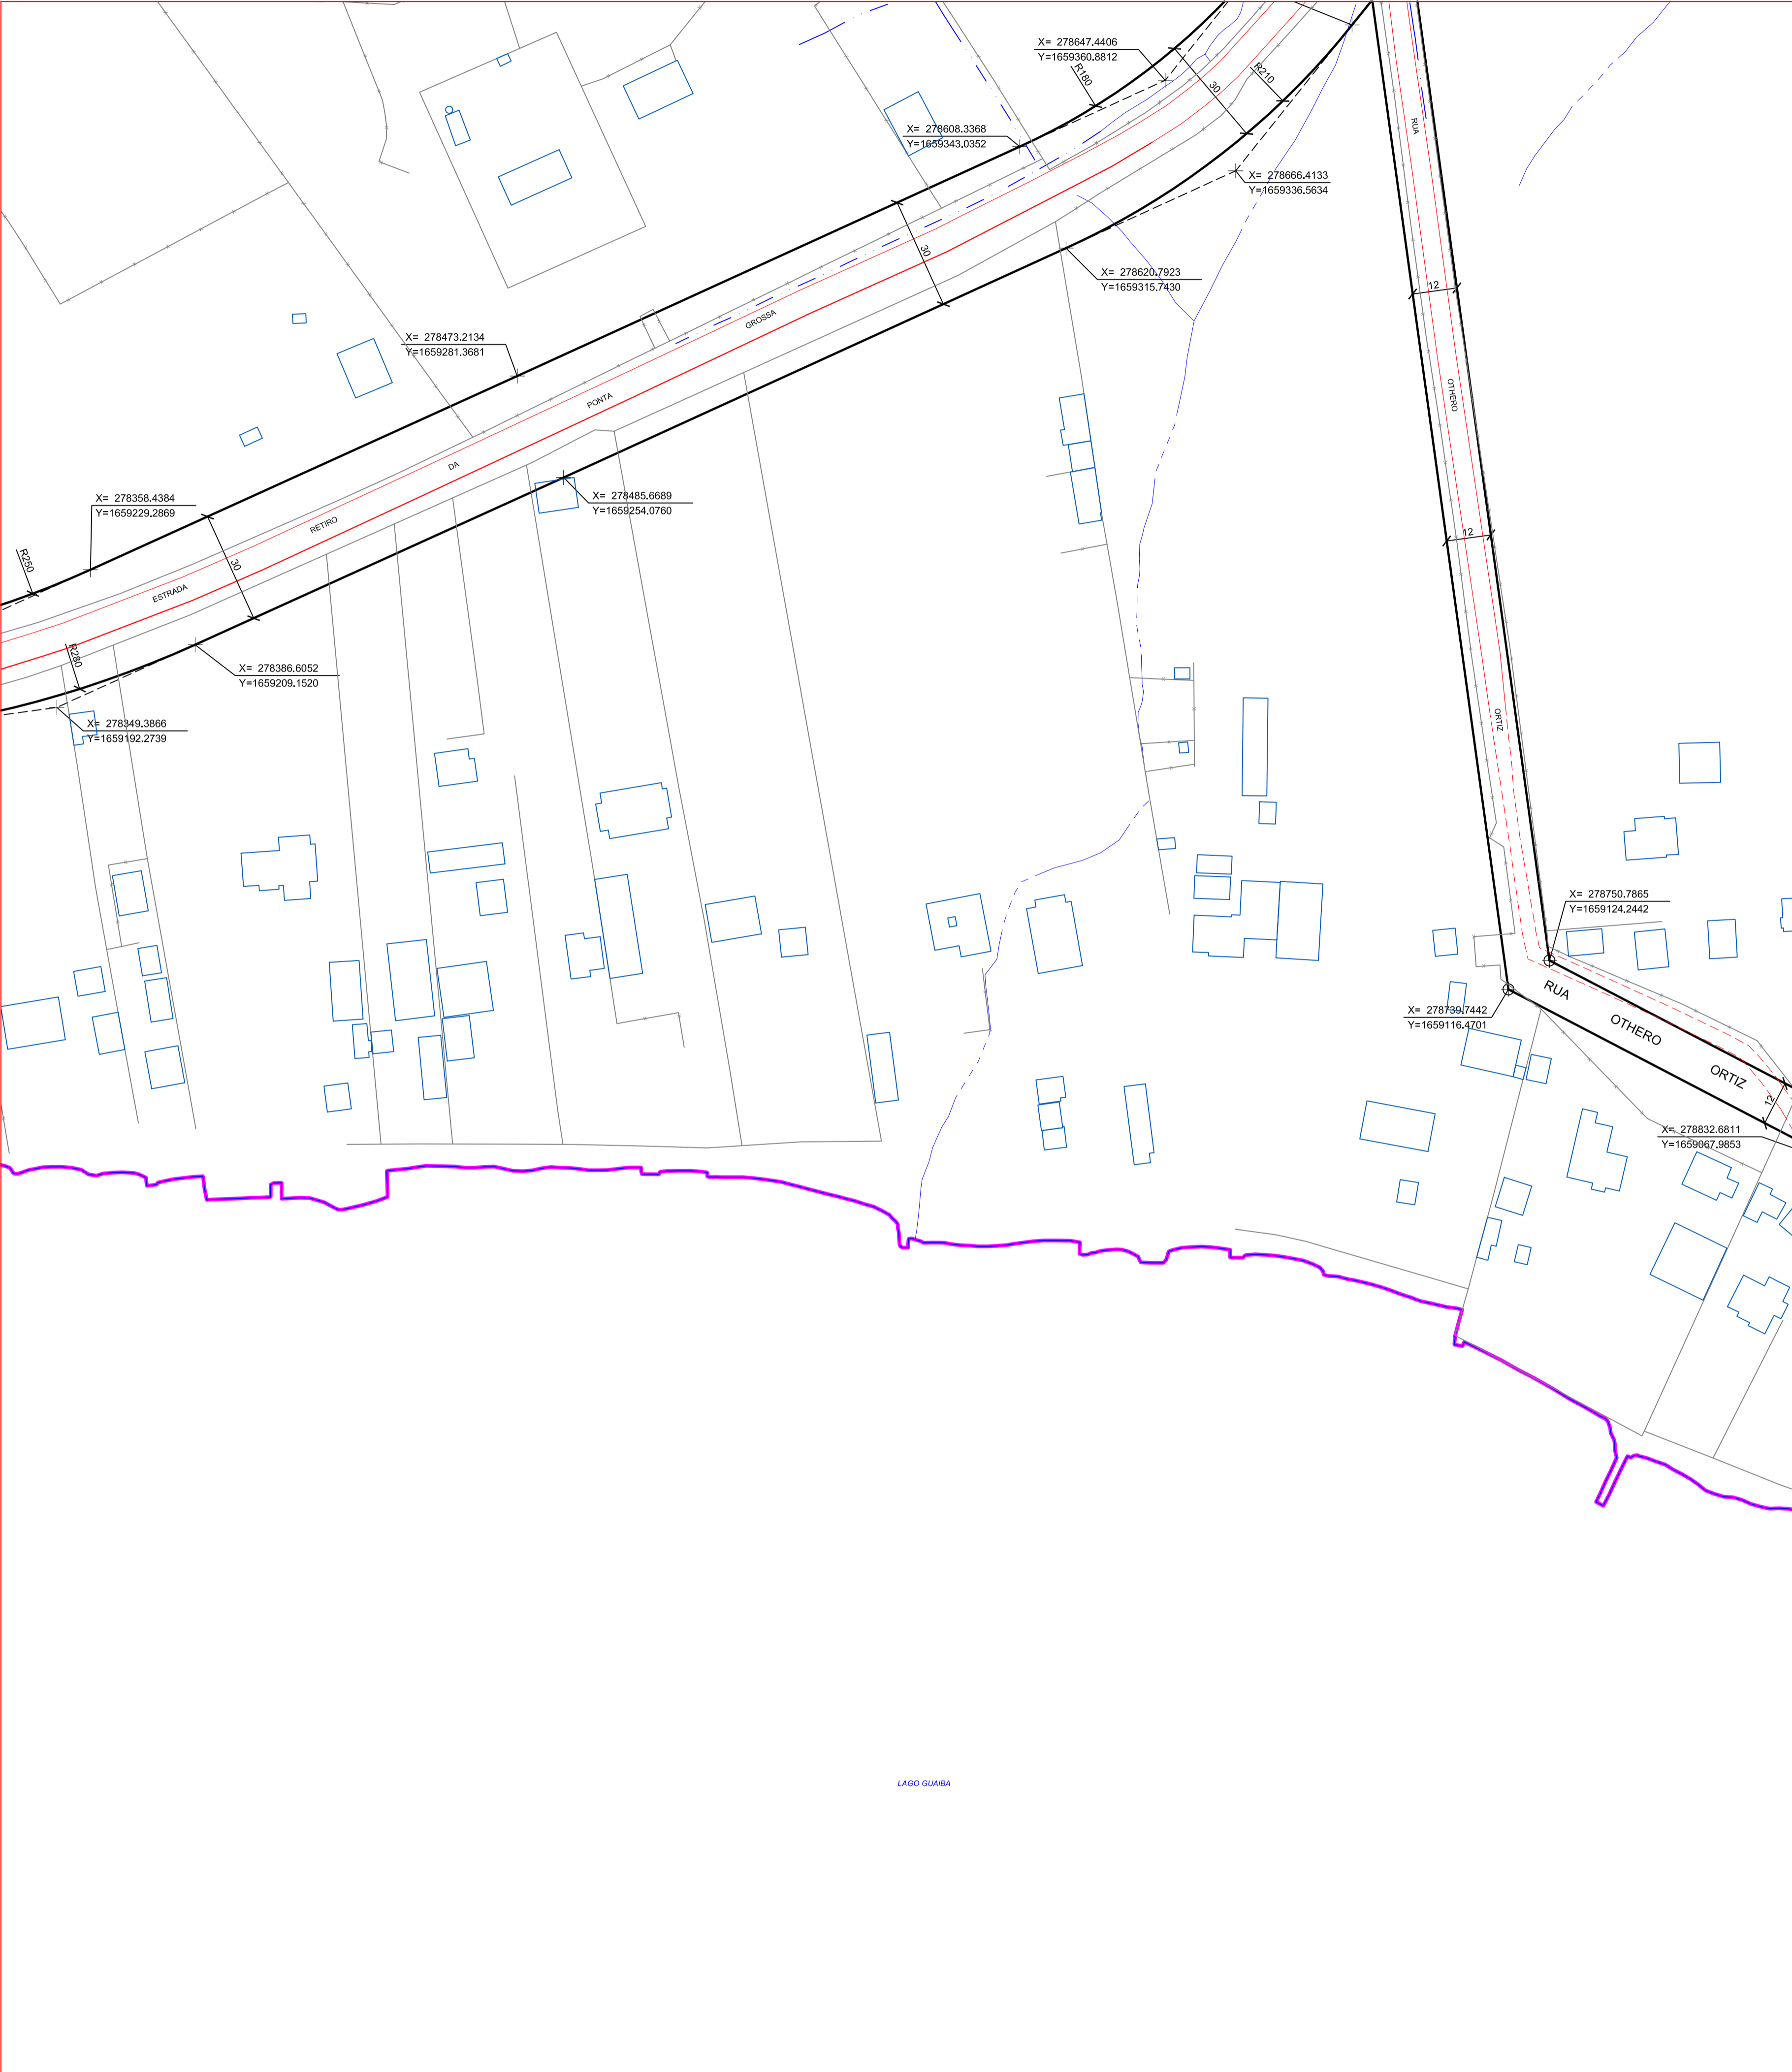 X= 278647.4406
Y=1659360.8812
R180
30
R210
RUA
X= 278608.3368
Y=1659343.0352
X= 278666.4133
Y=1659336.5634
30
X= 278620.7923
Y=1659315.7430
12
GROSSA
X= 278473.2134
Y=1659281.3681
PONTA
OTHERO
DA
X= 278358.4384
Y=1659229.2869
X= 278485.6689
Y=1659254.0760
RETIRO
12
R250
30
ESTRADA
R280
X= 278386.6052
Y=1659209.1520
X= 278349.3866
Y=1659192.2739
ORTIZ
X= 278750.7865
Y=1659124.2442
RUA
X= 278739.7442
Y=1659116.4701
OTHERO
ORTIZ
12
X= 278832.6811
Y=1659067.9853
LAGO GUAIBA